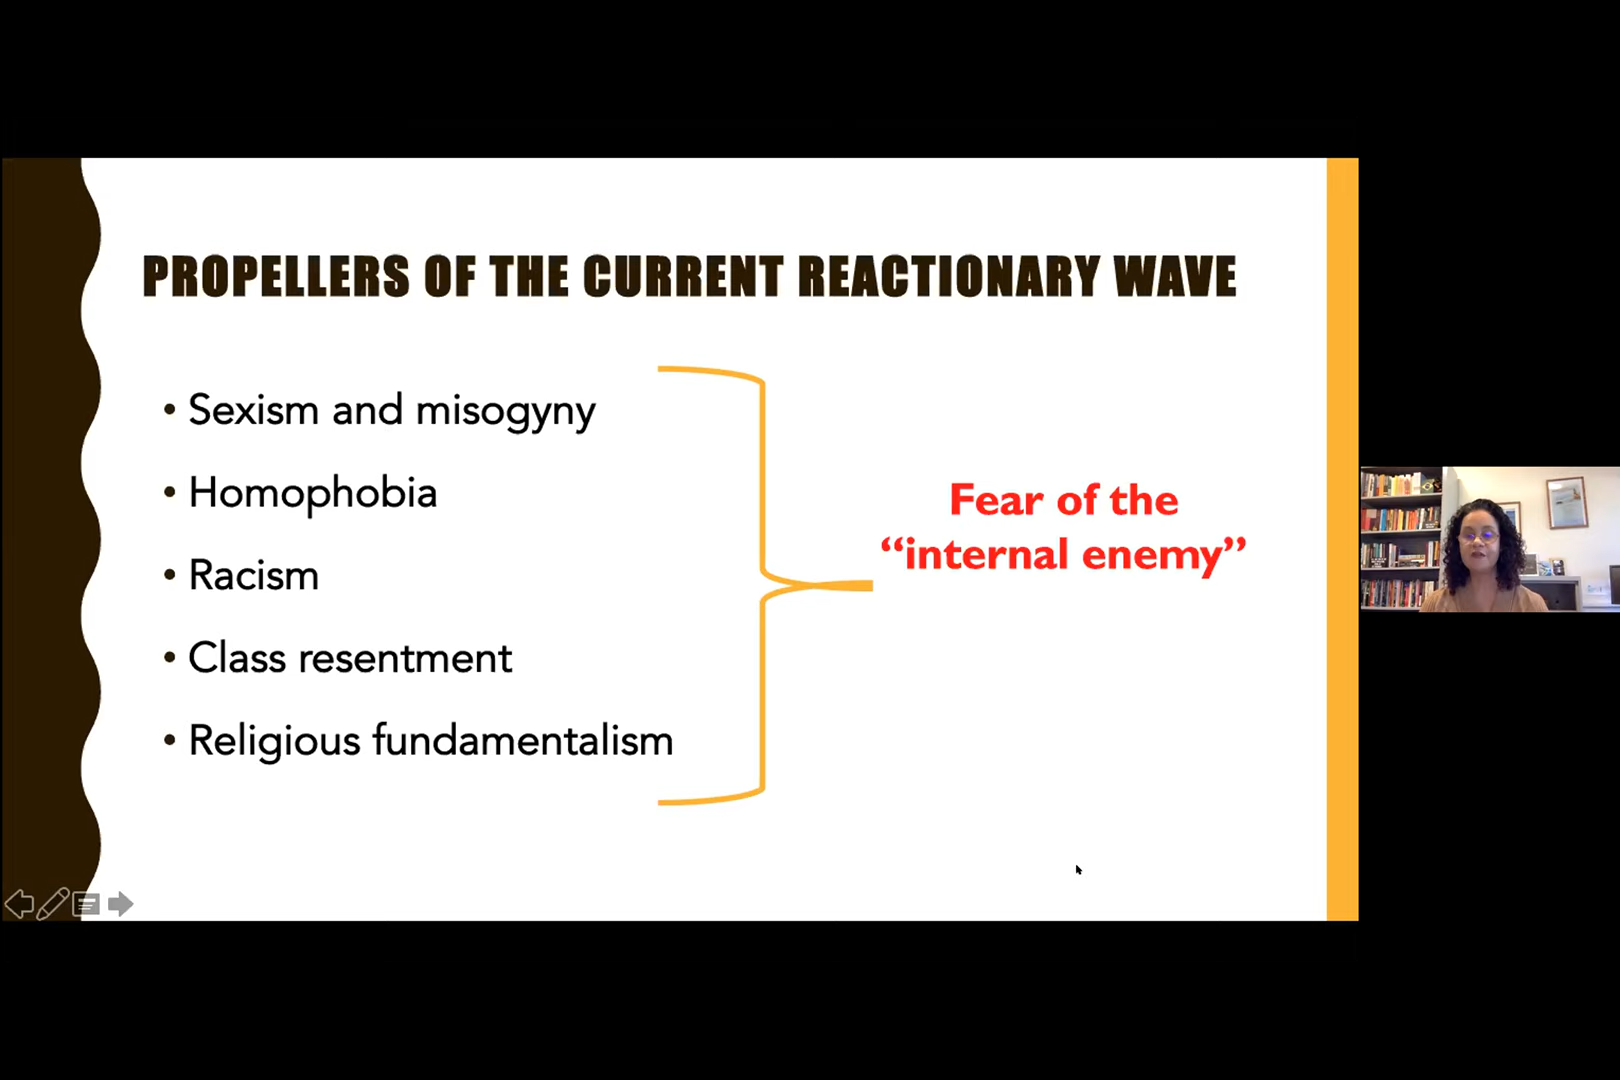 PROPELLERS OF THE CURRENT REACTIONARY WAVE
• Sexism and misogyny
• Homophobia
• Racism
• Class resentment
• Religious fundamentalism
Fear of the
“internal enemy”